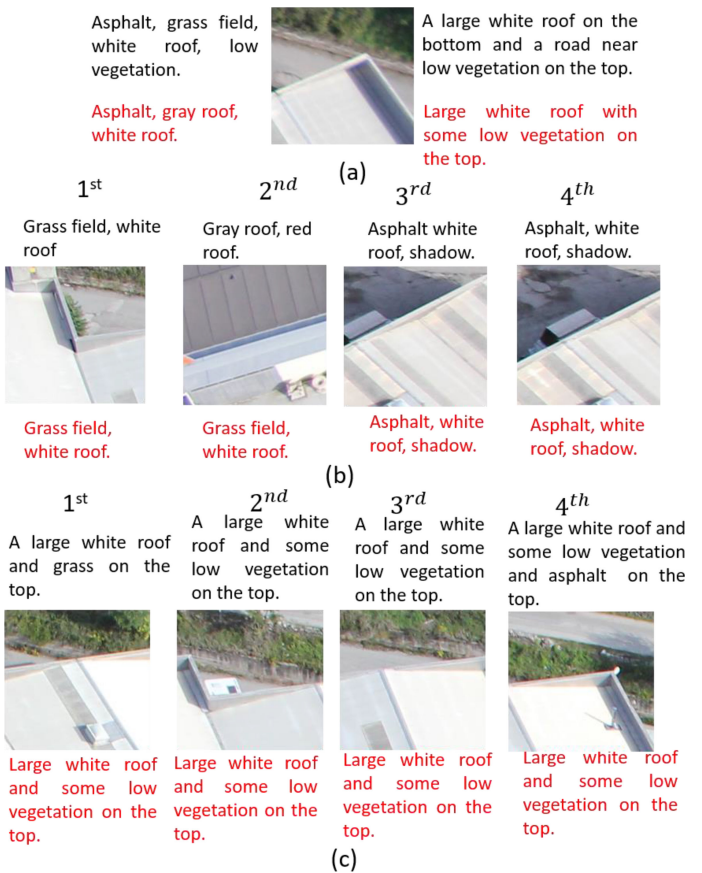 Asphalt, grass field,
white roof, low
vegetation.
Asphalt, gray roof,
white roof.
A large white roof on the
bottom and a road near
low vegetation on the top.
Large white roof with
some low vegetation on
the top.
(a)
1st
2nd
3rd
4th
Grass field, white
roof
Gray roof, red
roof.
Asphalt white
roof, shadow.
Asphalt, white
roof, shadow.
Grass field,
white roof.
Grass field,
white roof.
Asphalt, white
roof, shadow.
Asphalt, white
roof, shadow.
(b)
1st
2nd
3rd
4th
A large white roof
and grass on the
top.
A large white
roof and some
low vegetation
on the top.
A large white
roof and some
low vegetation
on the top.
A large white roof and
some low vegetation
and asphalt on the
top.
Large white roof
and some low
vegetation on the
top.
Large white roof
and some low
vegetation on the
top.
Large white roof
and some low
vegetation on the
top.
Large white roof
and some low
vegetation on the
top.
(c)